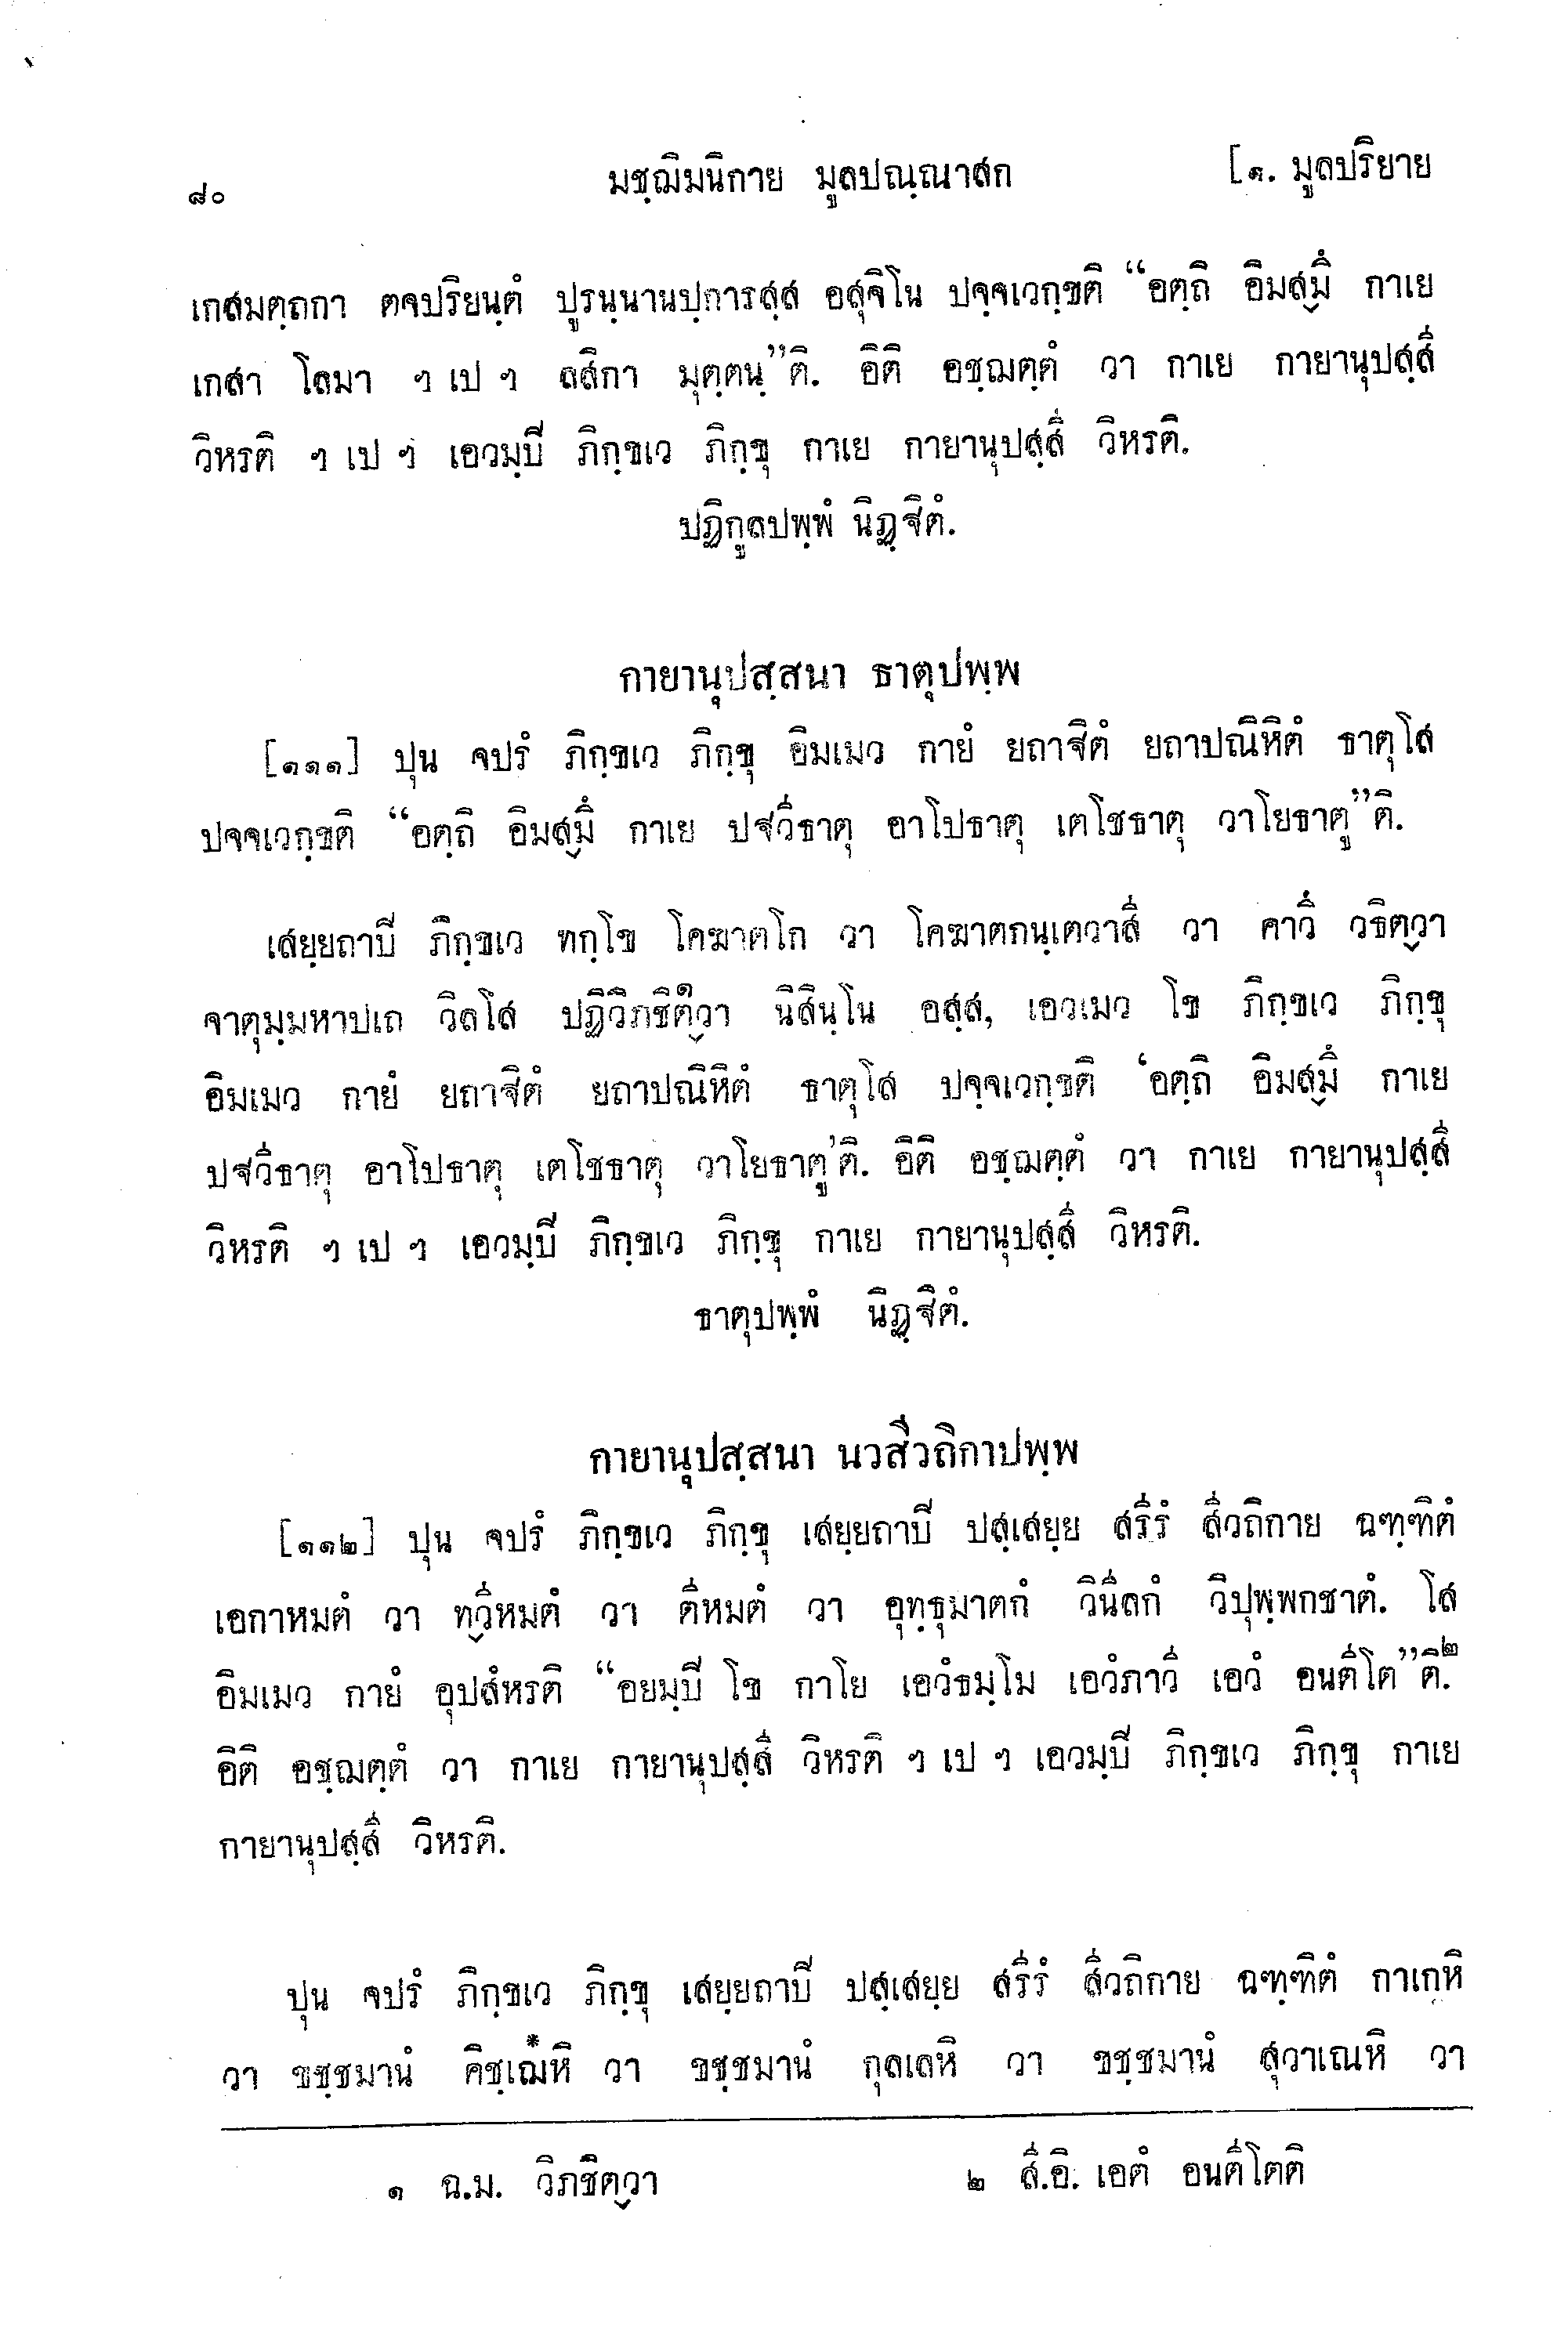 ๘๐ มชฺฌิมนิกาย มูลปณฺณาสก [๑. มูลปริยาย
เกสมตฺถกา ตจปริยนฺตํ ปูรนฺนานปฺการสฺส อสุจิโน ปจฺจเวกฺขติ “อตฺถิ อิมสฺมึ กาเย
เกสา โลมา ฯ เป ฯ ลสิกา มุตฺตนฺ”ติ. อิติ อชฺฌตฺตํ วา กาเย กายานุปสฺสี
วิหรติ ฯ เป ฯ เอวมฺปิ ภิกฺขเว ภิกฺขุ กาเย กายานุปสฺสี วิหรติ.
ปฏิกูลปพฺพํ นิฏฺฐิตํ.
กายานุปสฺสนา ธาตุปพฺพ
[๑๑๑] ปุน จปรํ ภิกฺขเว ภิกฺขุ อิมเมว กายํ ยถาฐิตํ ยถาปณิหิตํ ธาตุโส
ปจฺจเวกฺขติ “อตฺถิ อิมสฺมึ กาเย ปฐวีธาตุ อาโปธาตุ เตโชธาตุ วาโยธาตู”ติ.
เสยฺยถาปิ ภิกฺขเว ทกฺโข โคฆาตโก วา โคฆาตกนฺเตวาสี วา คาวึ วธิตฺวา
จาตุมฺมหาปเถ วิลโส ปฏิวิภชิตฺวา๑ นิสินฺโน อสฺส, เอวเมว โข ภิกฺขเว ภิกฺขุ
อิมเมว กายํ ยถาฐิตํ ยถาปณิหิตํ ธาตุโส ปจฺจเวกฺขติ ‘อตฺถิ อิมสฺมึ กาเย
ปฐวีธาตุ อาโปธาตุ เตโชธาตุ วาโยธาตู’ติ. อิติ อชฺฌตฺตํ วา กาเย กายานุปสฺสี
วิหรติ ฯ เป ฯ เอวมฺปิ ภิกฺขเว ภิกฺขุ กาเย กายานุปสฺสี วิหรติ.
ธาตุปพฺพํ นิฏฺฐิตํ.
กายานุปสฺสนา นวสีวถิกาปพฺพ
[๑๑๒] ปุน จปรํ ภิกฺขเว ภิกฺขุ เสยฺยถาปิ ปสฺเสยฺย สรีรํ สีวถิกาย ฉฑฺฑิตํ
เอกาหมตํ วา ทฺวีหมตํ วา ตีหมตํ วา อุทฺธุมาตกํ วินีลกํ วิปุพฺพกชาตํ. โส
อิมเมว กายํ อุปสํหรติ “อยมฺปิ โข กาโย เอวํธมฺโม เอวํภาวี เอวํ อนตีโต”ติ.๒
อิติ อชฺฌตฺตํ วา กาเย กายานุปสฺสี วิหรติ ฯ เป ฯ เอวมฺปิ ภิกฺขเว ภิกฺขุ กาเย
กายานุปสฺสี วิหรติ.
ปุน จปรํ ภิกฺขเว ภิกฺขุ เสยฺยถาปิ ปสฺเสยฺย สรีรํ สีวถิกาย ฉฑฺฑิตํ กาเกหิ
วา ขชฺชมานํ คิชฺเฌหิ* วา ขชฺชมานํ กุลเลหิ วา ขชฺชมานํ สุวาเณหิ วา
๑ ฉ.ม. วิภชิตฺวา ๒ สี.อิ. เอตํ อนตีโตติ